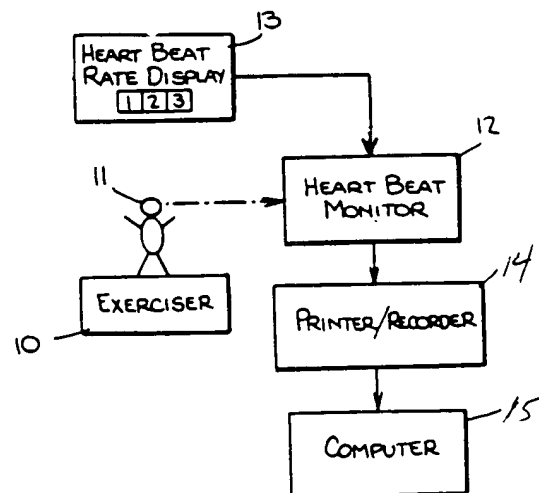 13
HEART BEAT
RATE DISPLAY
1 2 3
12
11
HEART BEAT
MONITOR
14
EXERCISER
10
PRINTER/RECORDER
15
COMPUTER